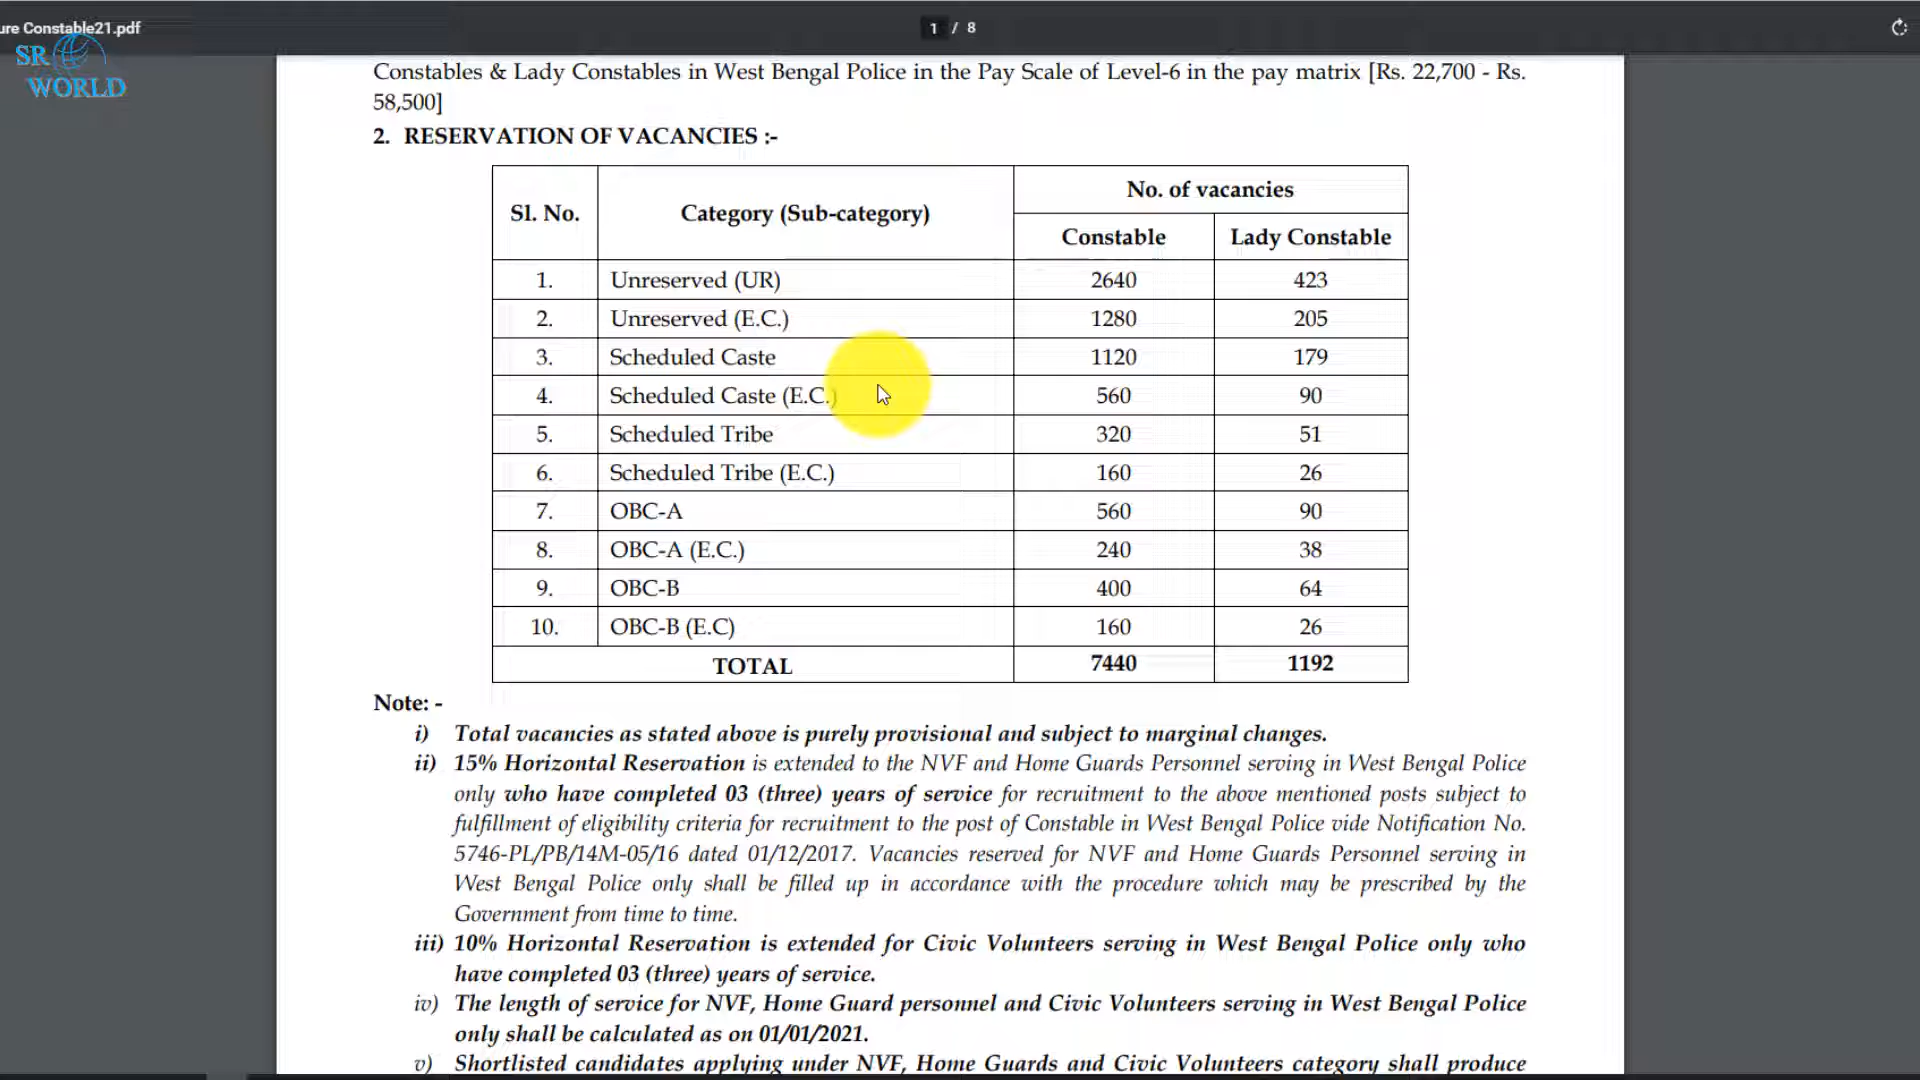 ure Constable21.pdf
1 / 8
SR
WORLD
Constables & Lady Constables in West Bengal Police in the Pay Scale of Level-6 in the pay matrix [Rs. 22,700 - Rs.
58,500]
2. RESERVATION OF VACANCIES :-
Sl. No. Category (Sub-category) No. of vacancies
Constable Lady Constable
1. Unreserved (UR) 2640 423
2. Unreserved (E.C.) 1280 205
3. Scheduled Caste 1120 179
4. Scheduled Caste (E.C.) 560 90
5. Scheduled Tribe 320 51
6. Scheduled Tribe (E.C.) 160 26
7. OBC-A 560 90
8. OBC-A (E.C.) 240 38
9. OBC-B 400 64
10. OBC-B (E.C) 160 26
TOTAL 7440 1192
Note: -
i) Total vacancies as stated above is purely provisional and subject to marginal changes.
ii) 15% Horizontal Reservation is extended to the NVF and Home Guards Personnel serving in West Bengal Police
only who have completed 03 (three) years of service for recruitment to the above mentioned posts subject to
fulfillment of eligibility criteria for recruitment to the post of Constable in West Bengal Police vide Notification No.
5746-PL/PB/14M-05/16 dated 01/12/2017. Vacancies reserved for NVF and Home Guards Personnel serving in
West Bengal Police only shall be filled up in accordance with the procedure which may be prescribed by the
Government from time to time.
iii) 10% Horizontal Reservation is extended for Civic Volunteers serving in West Bengal Police only who
have completed 03 (three) years of service.
iv) The length of service for NVF, Home Guard personnel and Civic Volunteers serving in West Bengal Police
only shall be calculated as on 01/01/2021.
v) Shortlisted candidates applying under NVF, Home Guards and Civic Volunteers category shall produce